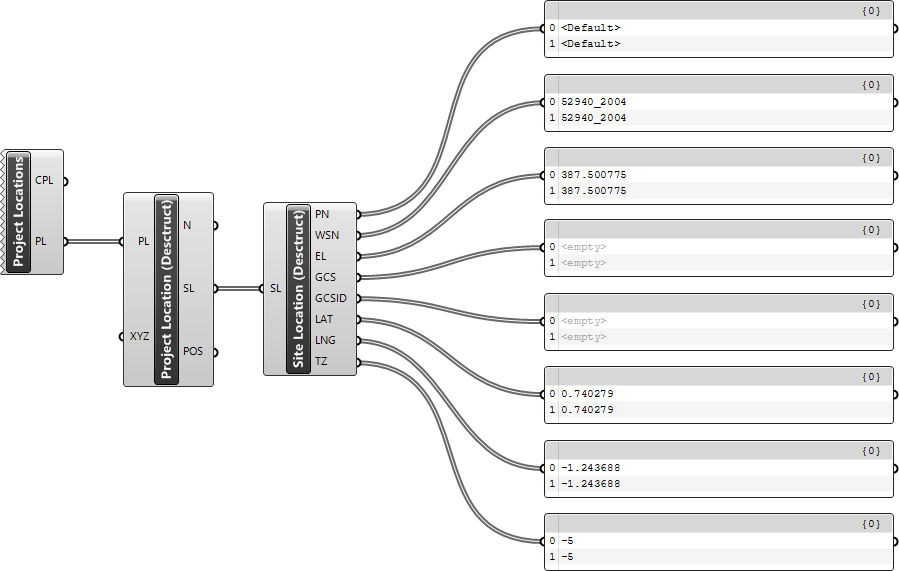 Project Locations
CPL
PL
Project Location (Desctruct)
PL
XYZ
N
SL
POS
Site Location (Desctruct)
SL
PN
WSN
EL
GCS
GCSID
LAT
LNG
TZ
{0}
0 <Default>
1 <Default>
{0}
0 52940_2004
1 52940_2004
{0}
0 387.500775
1 387.500775
{0}
0 <empty>
1 <empty>
{0}
0 <empty>
1 <empty>
{0}
0 0.740279
1 0.740279
{0}
0 -1.243688
1 -1.243688
{0}
0 -5
1 -5